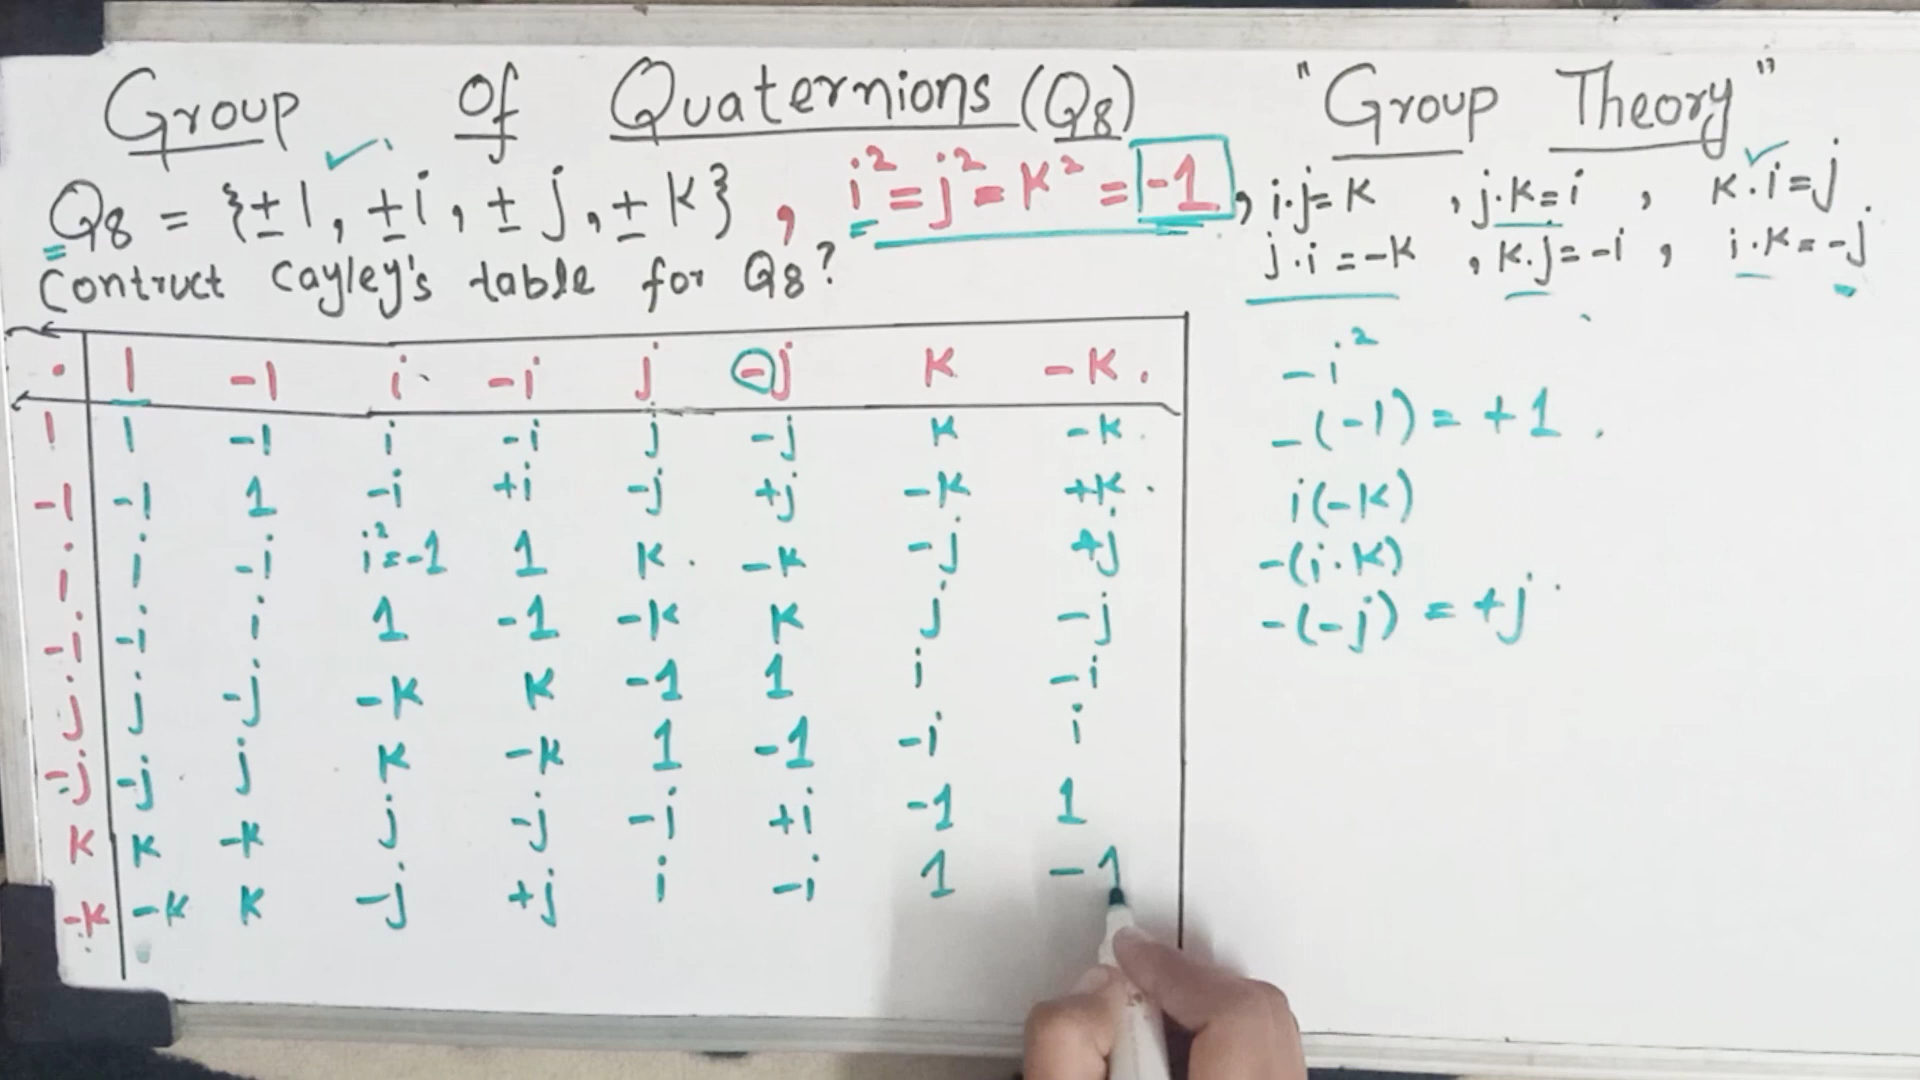 Group Of Quaternions (Q8) "Group Theory"
Q8 = {±1, ±i, ±j, ±k}, i² = j² = k² = -1, i.j=k , j.k=i , k.i=j
j.i=-k , k.j=-i , i.k=-j
Contruct Cayley's table for Q8?
. 1 -1 i -i j -j k -k.
1 1 -1 i -i j -j k -k.
-1 -1 1 -i +i -j +j -k +k.
i i -i i²=-1 1 k. -k -j +j
-i -i i 1 -1 -k k j -j
j j -j -k k -1 1 i -i
-j -j j k -k 1 -1 -i i
k k -k j -j -i +i -1 1
-k -k k -j +j i -i 1 -1
-i²
-(-1) = +1.
i(-k)
-(i.k)
-(-j) = +j.